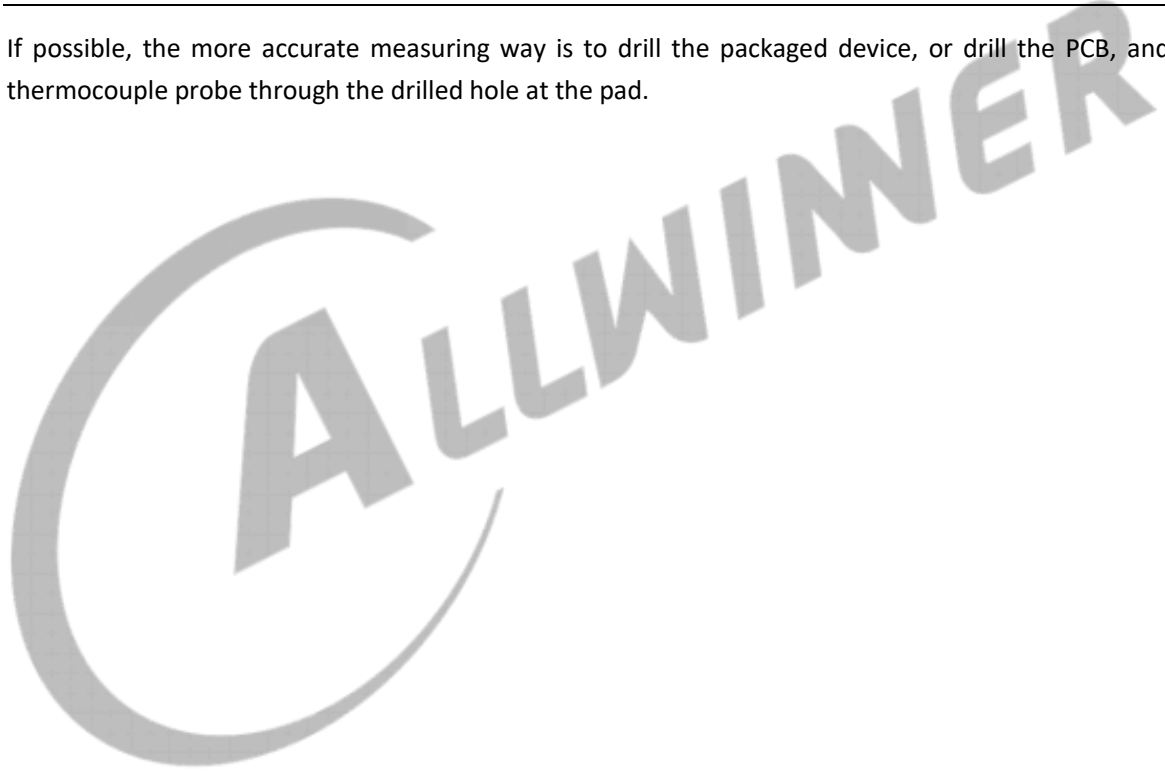 If possible, the more accurate measuring way is to drill the packaged device, or drill the PCB, and
thermocouple probe through the drilled hole at the pad.
ALLWINNER